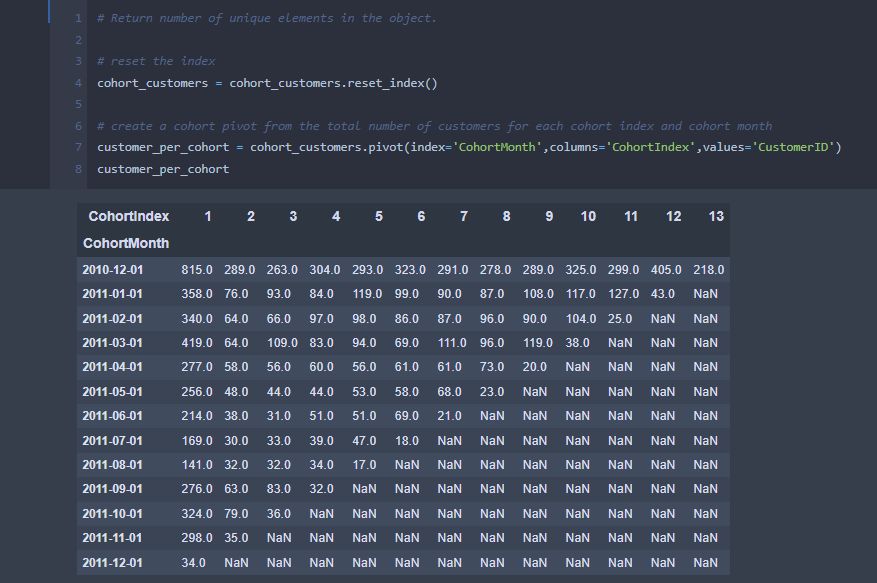 1 # Return number of unique elements in the object.
2
3 # reset the index
4 cohort_customers = cohort_customers.reset_index()
5
6 # create a cohort pivot from the total number of customers for each cohort index and cohort month
7 customer_per_cohort = cohort_customers.pivot(index='CohortMonth',columns='CohortIndex',values='CustomerID')
8 customer_per_cohort
CohortIndex 1 2 3 4 5 6 7 8 9 10 11 12 13
CohortMonth
2010-12-01 815.0 289.0 263.0 304.0 293.0 323.0 291.0 278.0 289.0 325.0 299.0 405.0 218.0
2011-01-01 358.0 76.0 93.0 84.0 119.0 99.0 90.0 87.0 108.0 117.0 127.0 43.0 NaN
2011-02-01 340.0 64.0 66.0 97.0 98.0 86.0 87.0 96.0 90.0 104.0 25.0 NaN NaN
2011-03-01 419.0 64.0 109.0 83.0 94.0 69.0 111.0 96.0 119.0 38.0 NaN NaN NaN
2011-04-01 277.0 58.0 56.0 60.0 56.0 61.0 61.0 73.0 20.0 NaN NaN NaN NaN
2011-05-01 256.0 48.0 44.0 44.0 53.0 58.0 68.0 23.0 NaN NaN NaN NaN NaN
2011-06-01 214.0 38.0 31.0 51.0 51.0 69.0 21.0 NaN NaN NaN NaN NaN NaN
2011-07-01 169.0 30.0 33.0 39.0 47.0 18.0 NaN NaN NaN NaN NaN NaN NaN
2011-08-01 141.0 32.0 32.0 34.0 17.0 NaN NaN NaN NaN NaN NaN NaN NaN
2011-09-01 276.0 63.0 83.0 32.0 NaN NaN NaN NaN NaN NaN NaN NaN NaN
2011-10-01 324.0 79.0 36.0 NaN NaN NaN NaN NaN NaN NaN NaN NaN NaN
2011-11-01 298.0 35.0 NaN NaN NaN NaN NaN NaN NaN NaN NaN NaN NaN
2011-12-01 34.0 NaN NaN NaN NaN NaN NaN NaN NaN NaN NaN NaN NaN